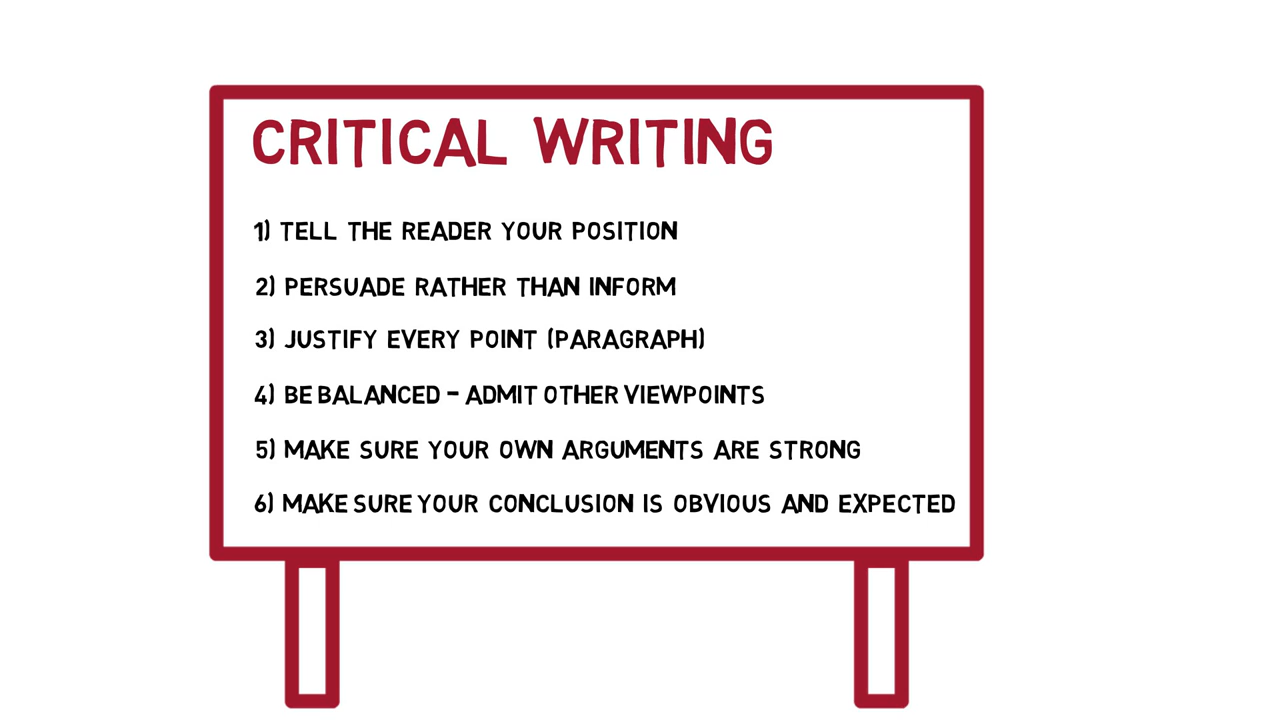 CRITICAL WRITING
1) TELL THE READER YOUR POSITION
2) PERSUADE RATHER THAN INFORM
3) JUSTIFY EVERY POINT (PARAGRAPH)
4) BE BALANCED - ADMIT OTHER VIEWPOINTS
5) MAKE SURE YOUR OWN ARGUMENTS ARE STRONG
6) MAKE SURE YOUR CONCLUSION IS OBVIOUS AND EXPECTED